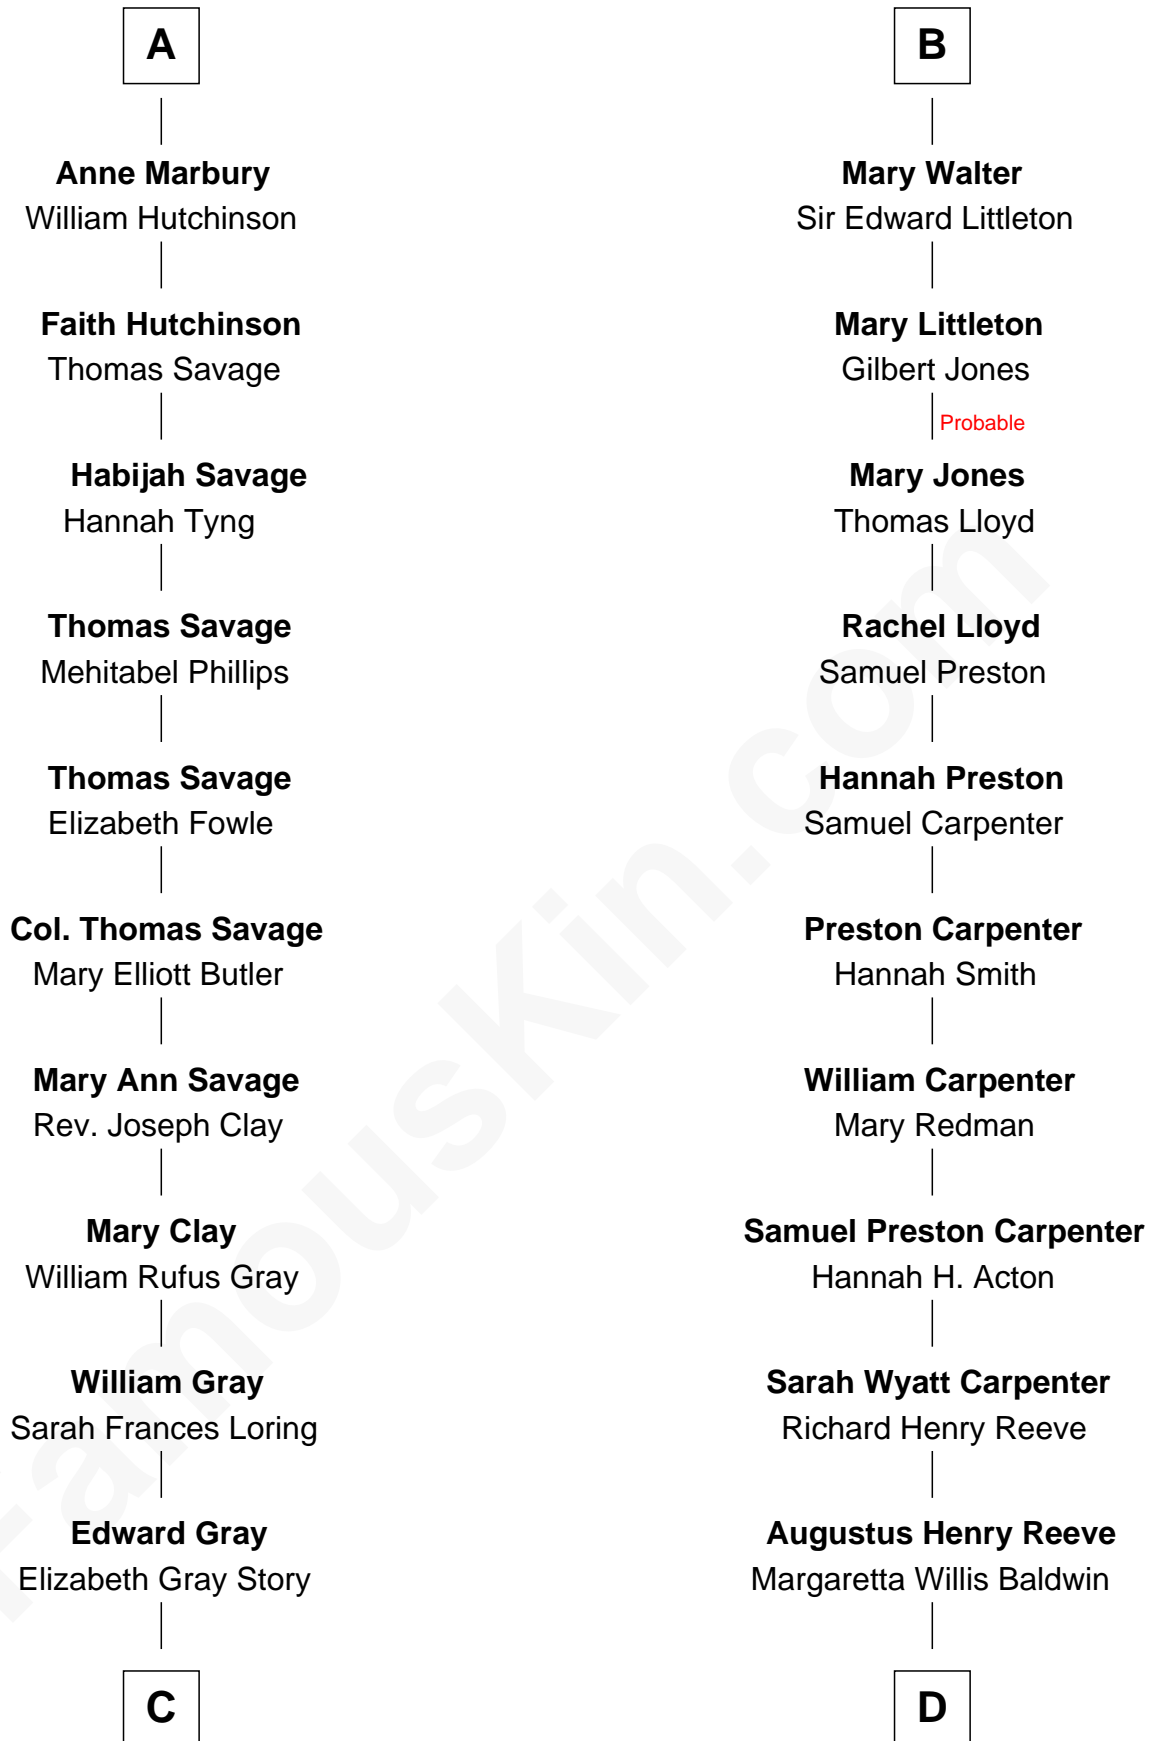 A
Anne Marbury
William Hutchinson
Faith Hutchinson
Thomas Savage
Habijah Savage
Hannah Tyng
Thomas Savage
Mehitabel Phillips
Thomas Savage
Elizabeth Fowle
Col. Thomas Savage
Mary Elliott Butler
Mary Ann Savage
Rev. Joseph Clay
Mary Clay
William Rufus Gray
William Gray
Sarah Frances Loring
Edward Gray
Elizabeth Gray Story
C
B
Mary Walter
Sir Edward Littleton
Mary Littleton
Gilbert Jones
Probable
Mary Jones
Thomas Lloyd
Rachel Lloyd
Samuel Preston
Hannah Preston
Samuel Carpenter
Preston Carpenter
Hannah Smith
William Carpenter
Mary Redman
Samuel Preston Carpenter
Hannah H. Acton
Sarah Wyatt Carpenter
Richard Henry Reeve
Augustus Henry Reeve
Margaretta Willis Baldwin
D
FamousKin.com